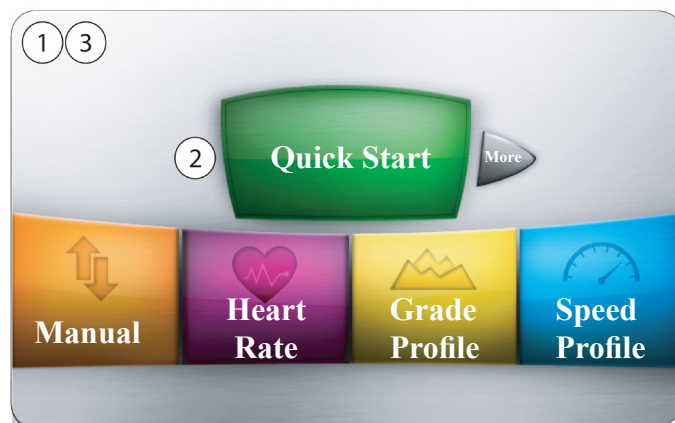 1 3
2
Quick Start
More
Manual
Heart
Rate
Grade
Profile
Speed
Profile